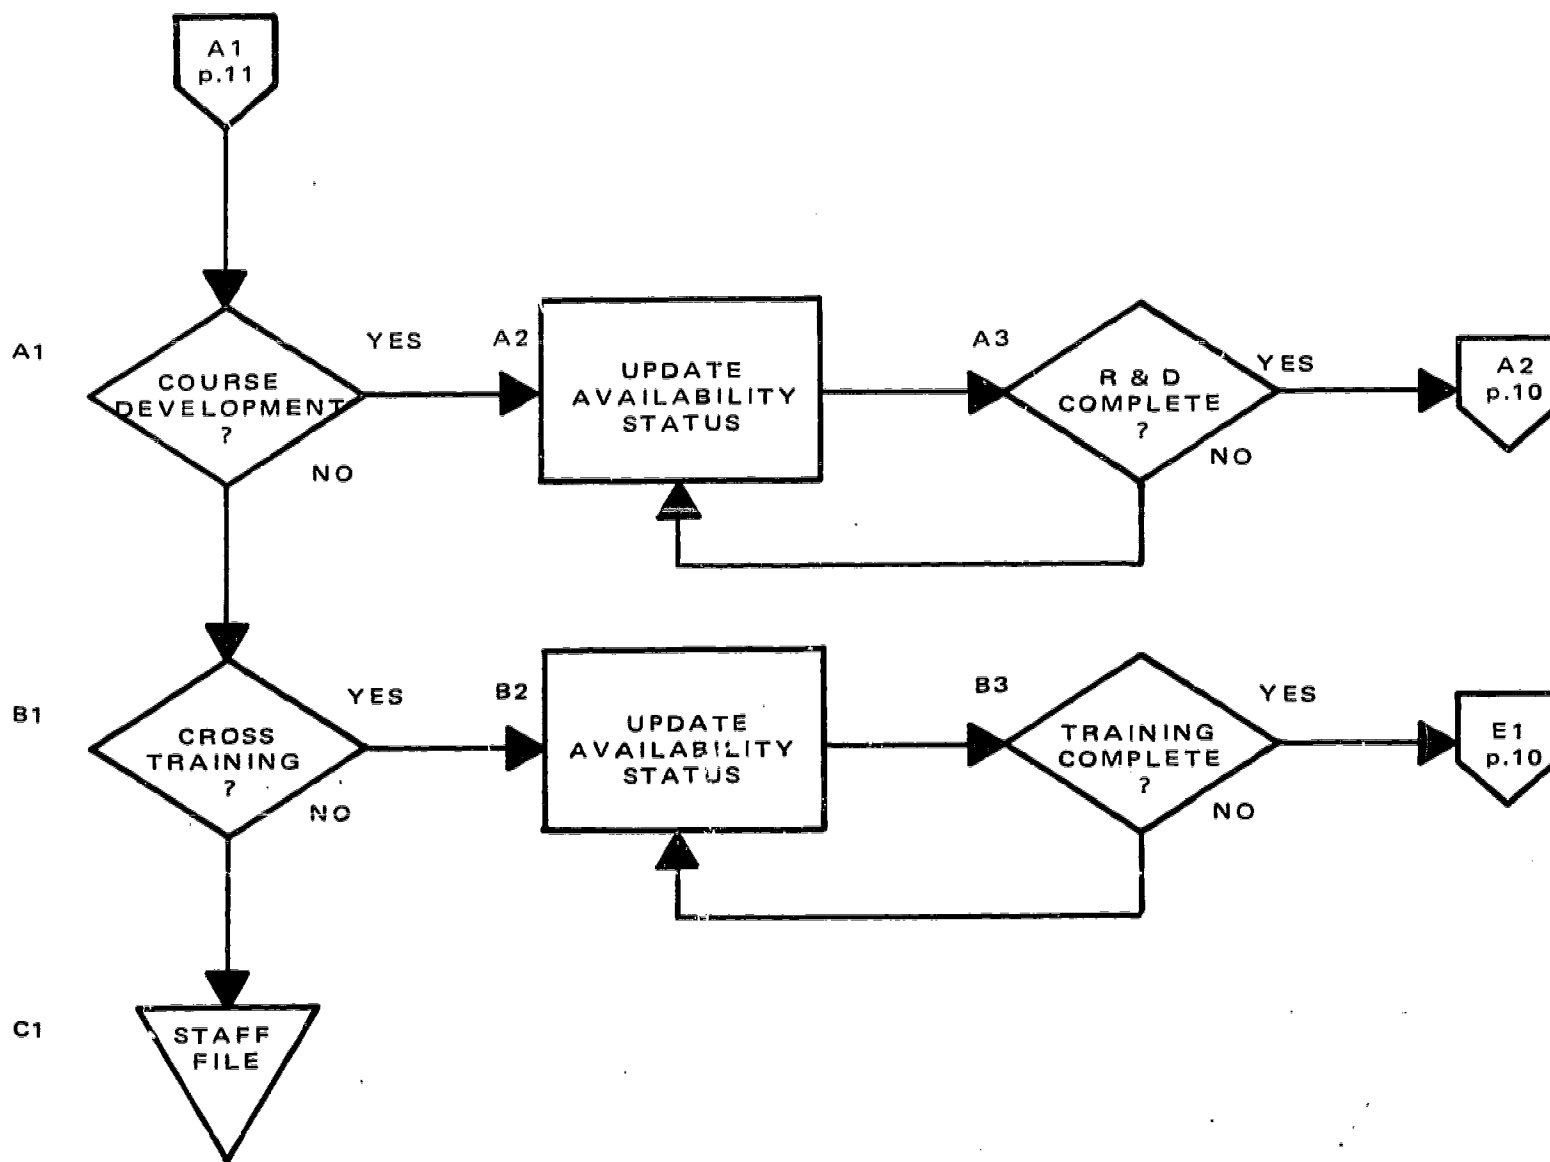 A1
p.11
A1
COURSE
DEVELOPMENT
?
YES
NO
A2
UPDATE
AVAILABILITY
STATUS
A3
R & D
COMPLETE
?
YES
NO
A2
p.10
B1
CROSS
TRAINING
?
YES
NO
B2
UPDATE
AVAILABILITY
STATUS
B3
TRAINING
COMPLETE
?
YES
NO
E1
p.10
C1
STAFF
FILE